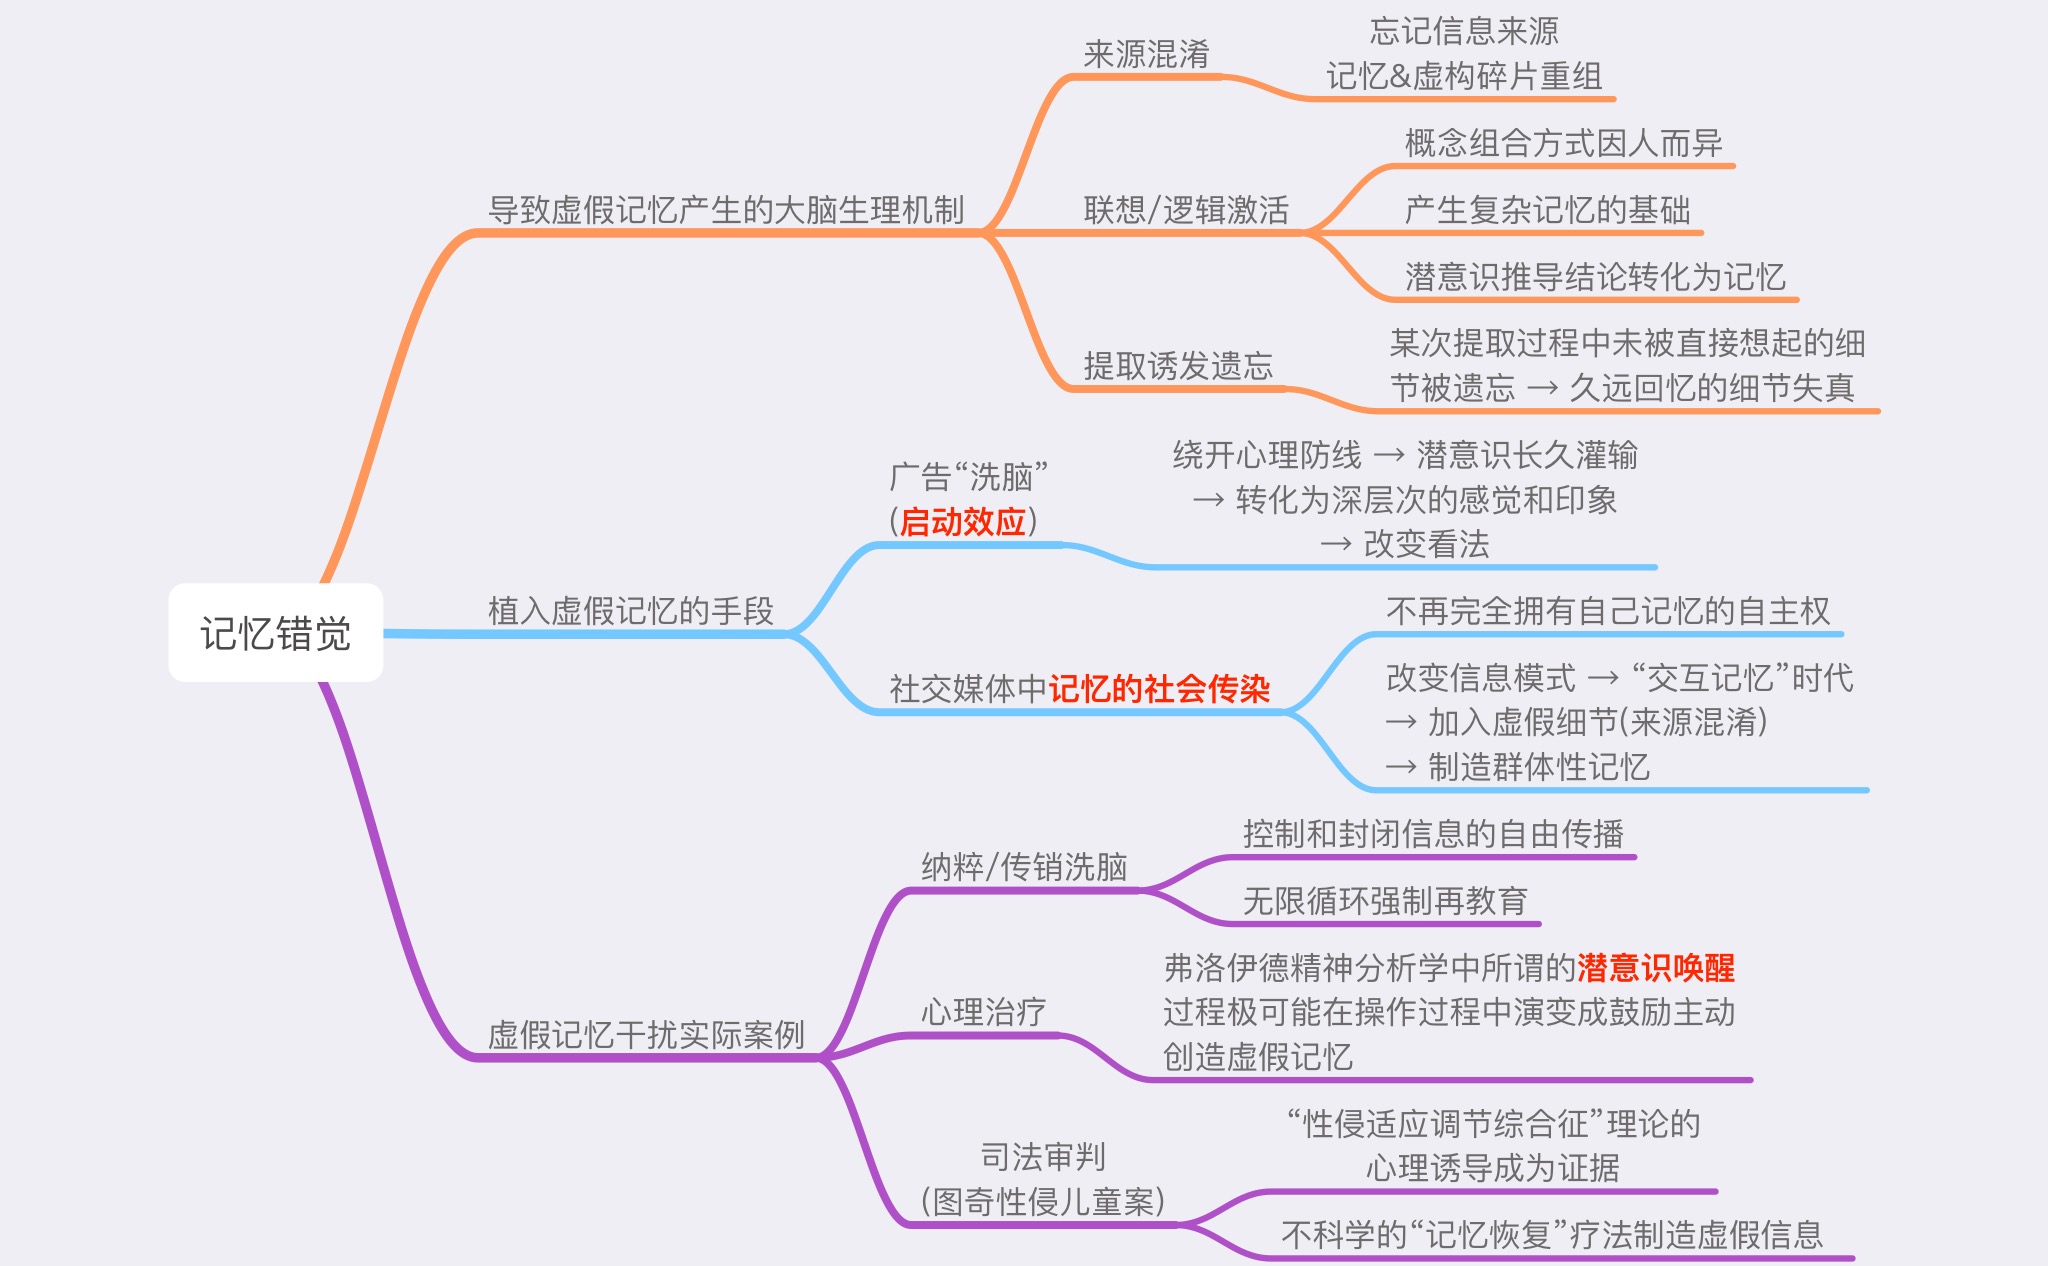 记忆错觉
导致虚假记忆产生的大脑生理机制
来源混淆
忘记信息来源
记忆&虚构碎片重组
联想/逻辑激活
概念组合方式因人而异
产生复杂记忆的基础
潜意识推导结论转化为记忆
提取诱发遗忘
某次提取过程中未被直接想起的细
节被遗忘 → 久远回忆的细节失真
植入虚假记忆的手段
广告“洗脑”
(启动效应)
绕开心理防线 → 潜意识长久灌输
→ 转化为深层次的感觉和印象
→ 改变看法
社交媒体中记忆的社会传染
不再完全拥有自己记忆的自主权
改变信息模式 → “交互记忆”时代
→ 加入虚假细节(来源混淆)
→ 制造群体性记忆
虚假记忆干扰实际案例
纳粹/传销洗脑
控制和封闭信息的自由传播
无限循环强制再教育
心理治疗
弗洛伊德精神分析学中所谓的潜意识唤醒
过程极可能在操作过程中演变成鼓励主动
创造虚假记忆
司法审判
(图奇性侵儿童案)
“性侵适应调节综合征”理论的
心理诱导成为证据
不科学的“记忆恢复”疗法制造虚假信息